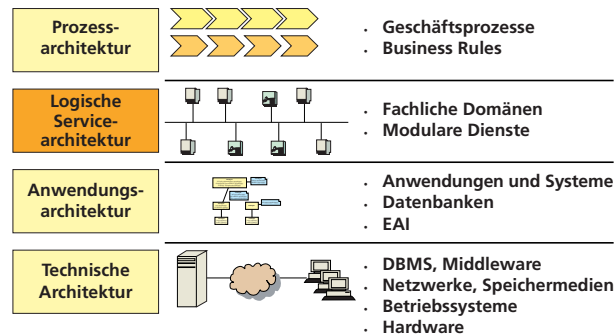 Prozess-
architektur
· Geschäftsprozesse
· Business Rules
Logische
Service-
architektur
· Fachliche Domänen
· Modulare Dienste
Anwendungs-
architektur
· Anwendungen und Systeme
· Datenbanken
· EAI
Technische
Architektur
· DBMS, Middleware
· Netzwerke, Speichermedien
· Betriebssysteme
· Hardware